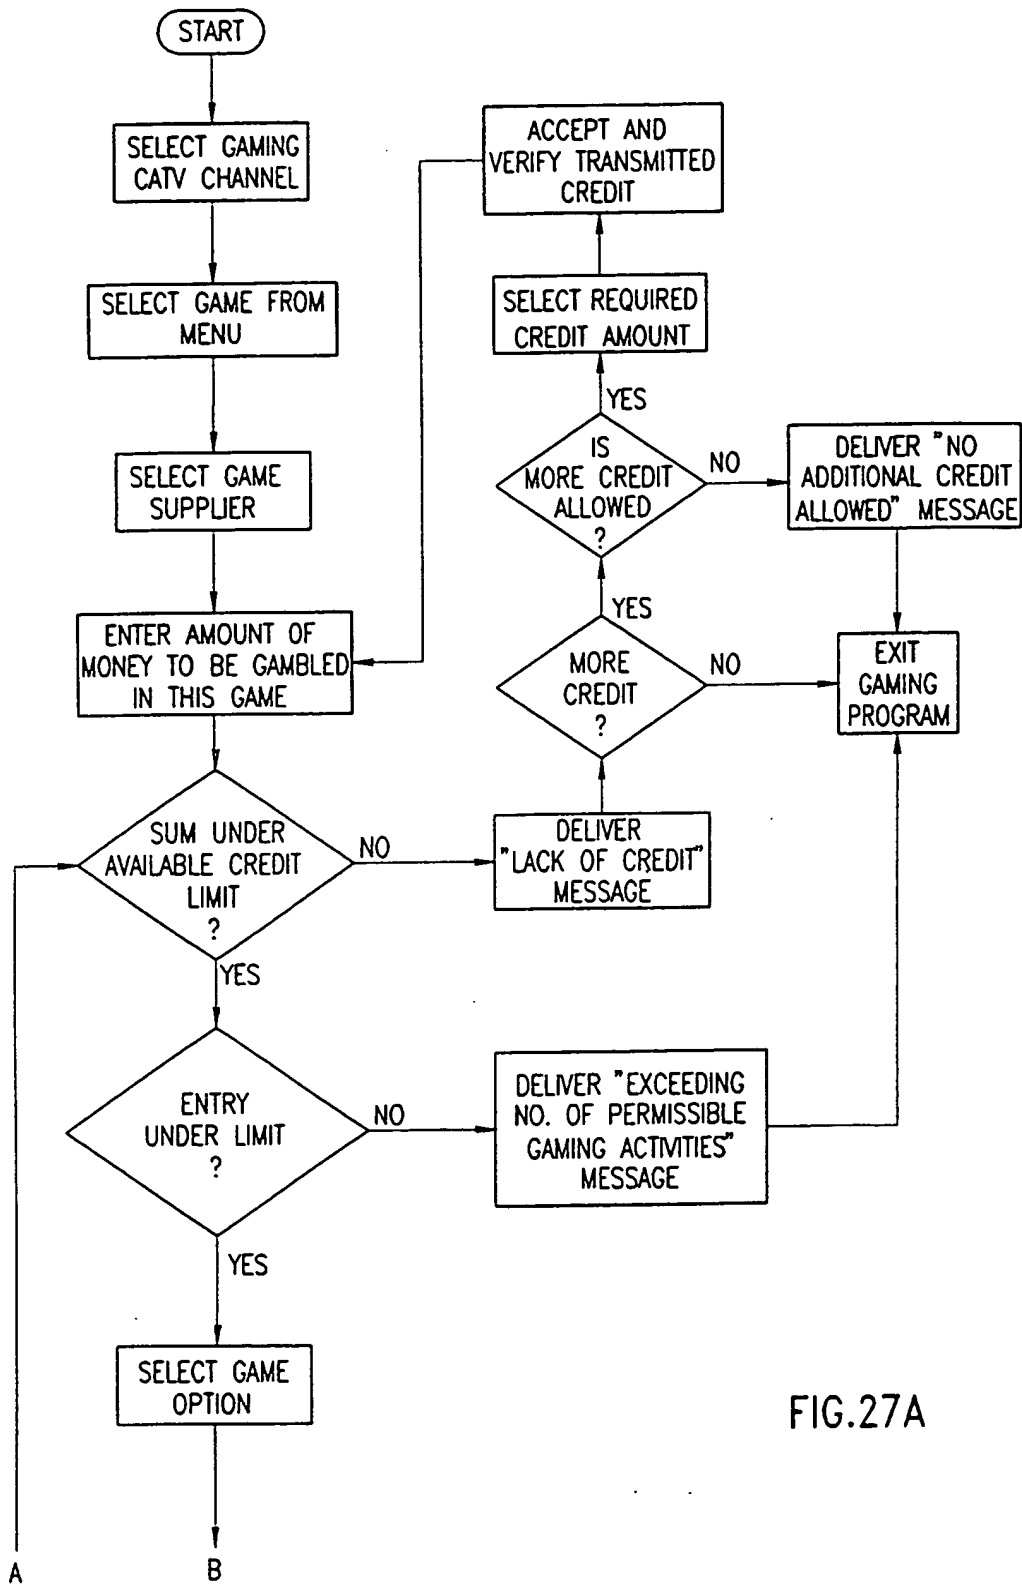 START
SELECT GAMING
CATV CHANNEL
SELECT GAME FROM
MENU
SELECT GAME
SUPPLIER
ENTER AMOUNT OF
MONEY TO BE GAMBLED
IN THIS GAME
SUM UNDER
AVAILABLE CREDIT
LIMIT
?
NO
YES
ENTRY
UNDER LIMIT
?
NO
YES
SELECT GAME
OPTION
A
B
ACCEPT AND
VERIFY TRANSMITTED
CREDIT
SELECT REQUIRED
CREDIT AMOUNT
YES
IS
MORE CREDIT
ALLOWED
?
NO
DELIVER "NO
ADDITIONAL CREDIT
ALLOWED" MESSAGE
YES
MORE
CREDIT
?
NO
EXIT
GAMING
PROGRAM
DELIVER
"LACK OF CREDIT"
MESSAGE
DELIVER "EXCEEDING
NO. OF PERMISSIBLE
GAMING ACTIVITIES"
MESSAGE
FIG.27A